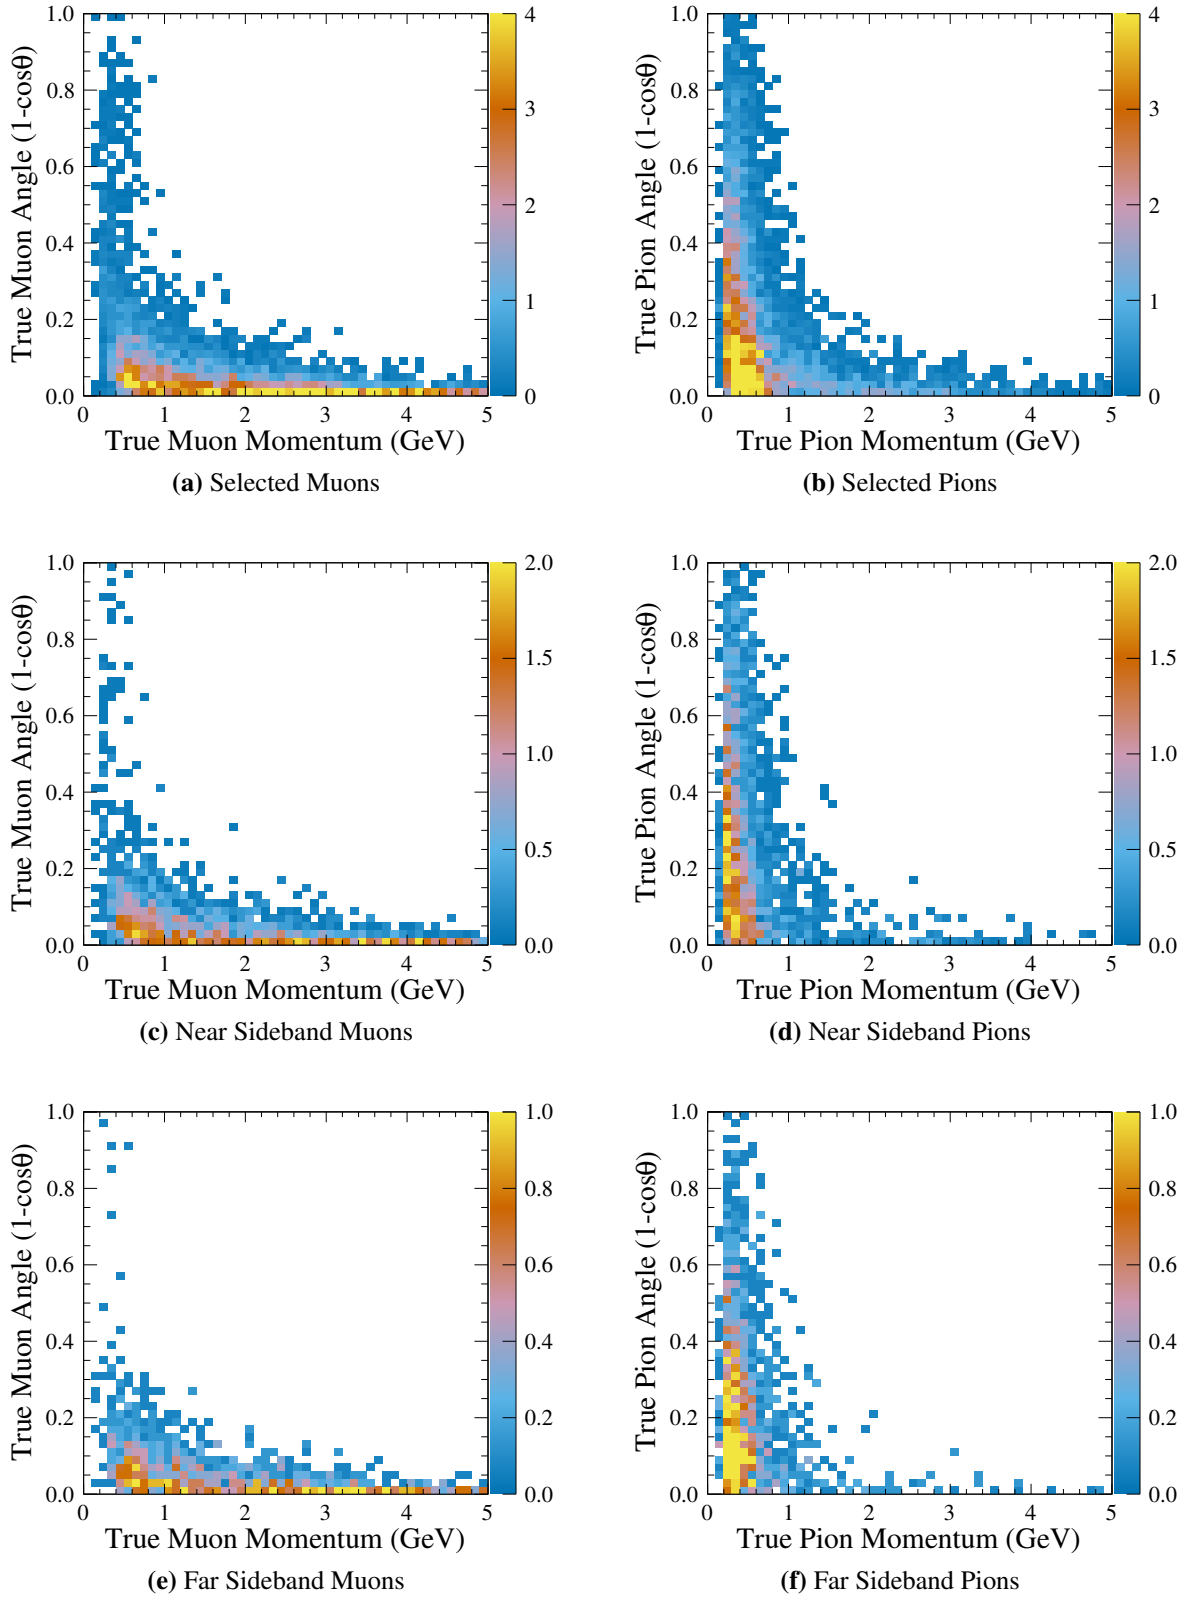 True Muon Angle (1-cosθ)
1.0
0.8
0.6
0.4
0.2
0.0
0 1 2 3 4 5
True Muon Momentum (GeV)
4
3
2
1
0
(a) Selected Muons
True Pion Angle (1-cosθ)
1.0
0.8
0.6
0.4
0.2
0.0
0 1 2 3 4 5
True Pion Momentum (GeV)
4
3
2
1
0
(b) Selected Pions
True Muon Angle (1-cosθ)
1.0
0.8
0.6
0.4
0.2
0.0
0 1 2 3 4 5
True Muon Momentum (GeV)
2.0
1.5
1.0
0.5
0.0
(c) Near Sideband Muons
True Pion Angle (1-cosθ)
1.0
0.8
0.6
0.4
0.2
0.0
0 1 2 3 4 5
True Pion Momentum (GeV)
2.0
1.5
1.0
0.5
0.0
(d) Near Sideband Pions
True Muon Angle (1-cosθ)
1.0
0.8
0.6
0.4
0.2
0.0
0 1 2 3 4 5
True Muon Momentum (GeV)
1.0
0.8
0.6
0.4
0.2
0.0
(e) Far Sideband Muons
True Pion Angle (1-cosθ)
1.0
0.8
0.6
0.4
0.2
0.0
0 1 2 3 4 5
True Pion Momentum (GeV)
1.0
0.8
0.6
0.4
0.2
0.0
(f) Far Sideband Pions